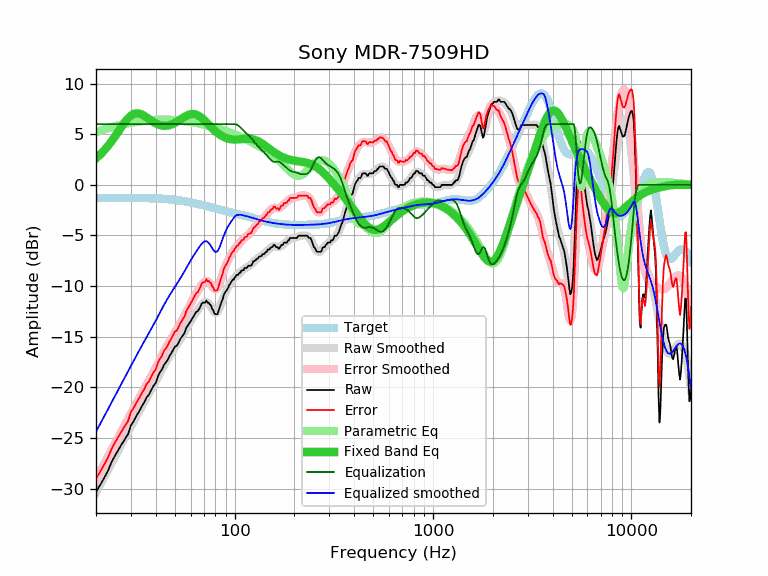 Sony MDR-7509HD
10
5
0
−5
−10
−15
−20
−25
−30
Amplitude (dBr)
Target
Raw Smoothed
Error Smoothed
Raw
Error
Parametric Eq
Fixed Band Eq
Equalization
Equalized smoothed
100
1000
10000
Frequency (Hz)